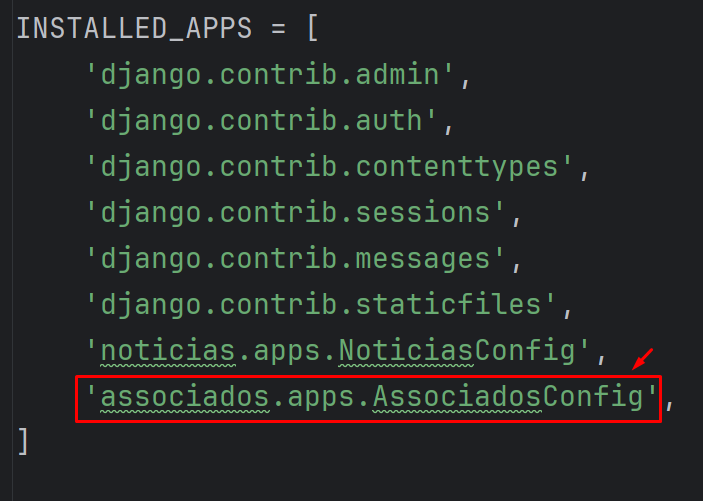 INSTALLED_APPS = [
'django.contrib.admin',
'django.contrib.auth',
'django.contrib.contenttypes',
'django.contrib.sessions',
'django.contrib.messages',
'django.contrib.staticfiles',
'noticias.apps.NoticiasConfig',
'associados.apps.AssociadosConfig',
]